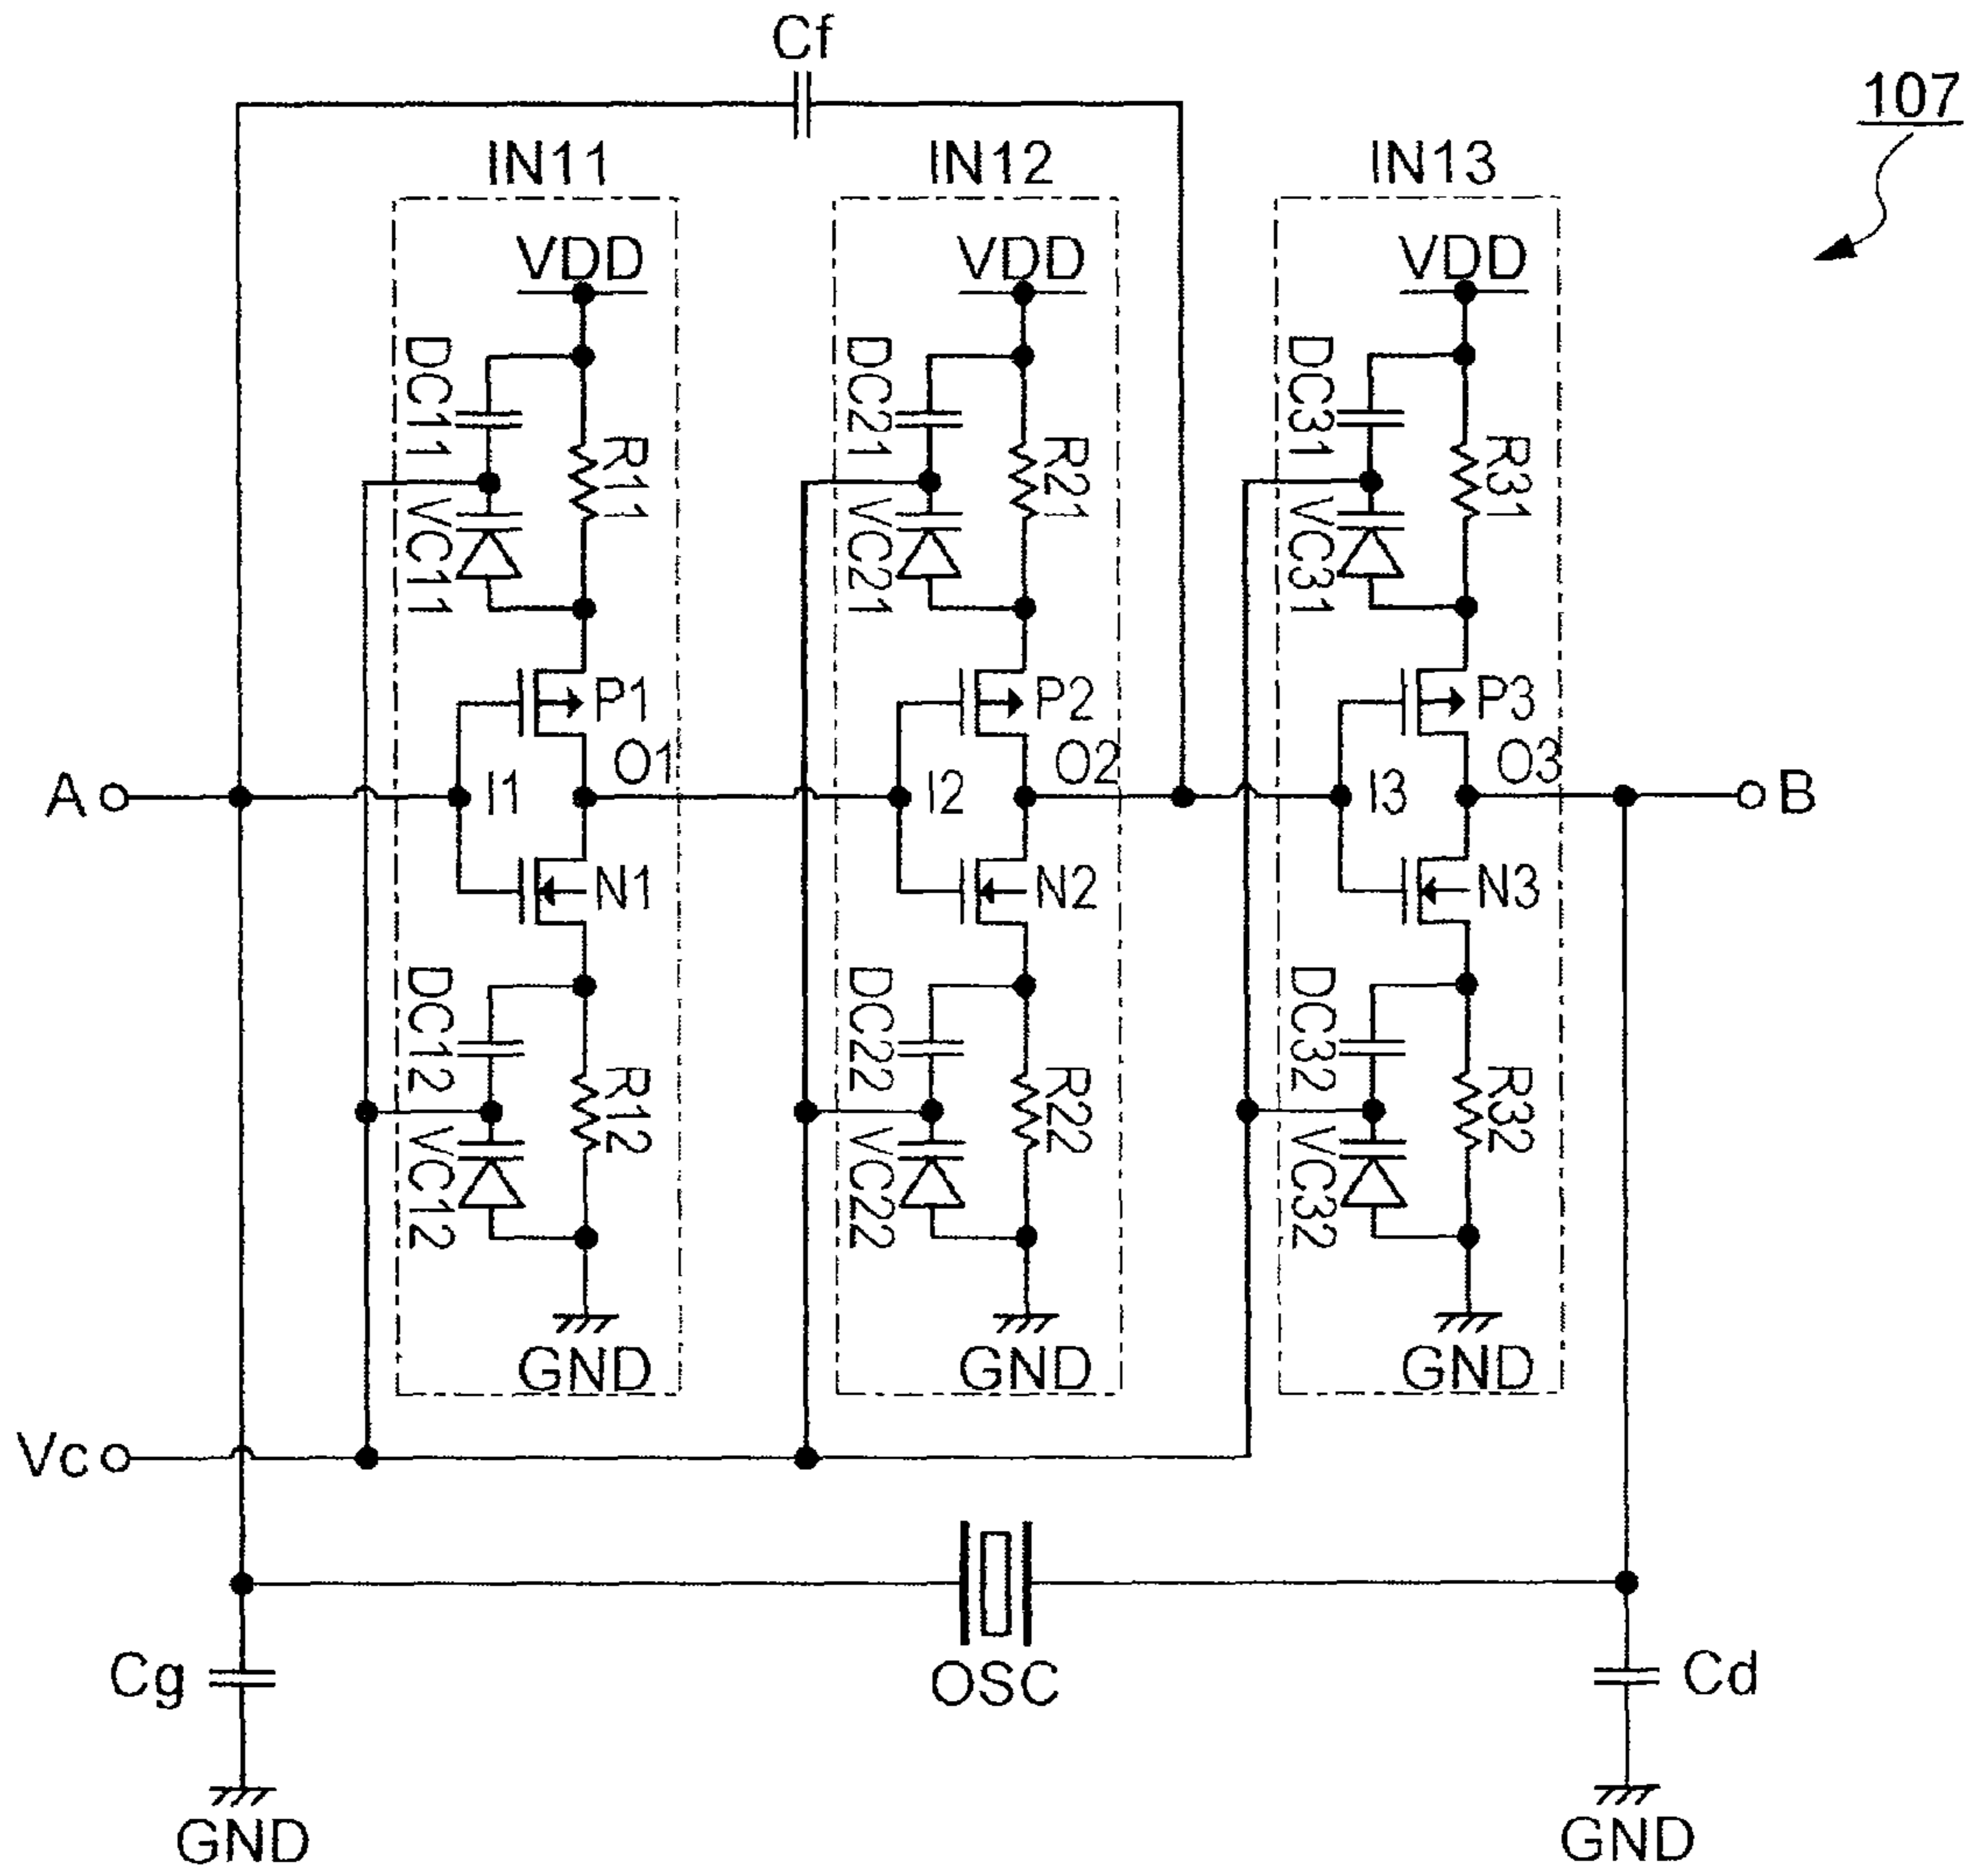 Cf
107
IN11 IN12 IN13
VDD VDD VDD
DC11 R11 DC21 R21 DC31 R31
VC11 VC21 VC31
P1 P2 P3
A I1 O1 I2 O2 I3 O3 B
N1 N2 N3
DC12 R12 DC22 R22 DC32 R32
VC12 VC22 VC32
GND GND GND
Vc
Cg OSC Cd
GND GND